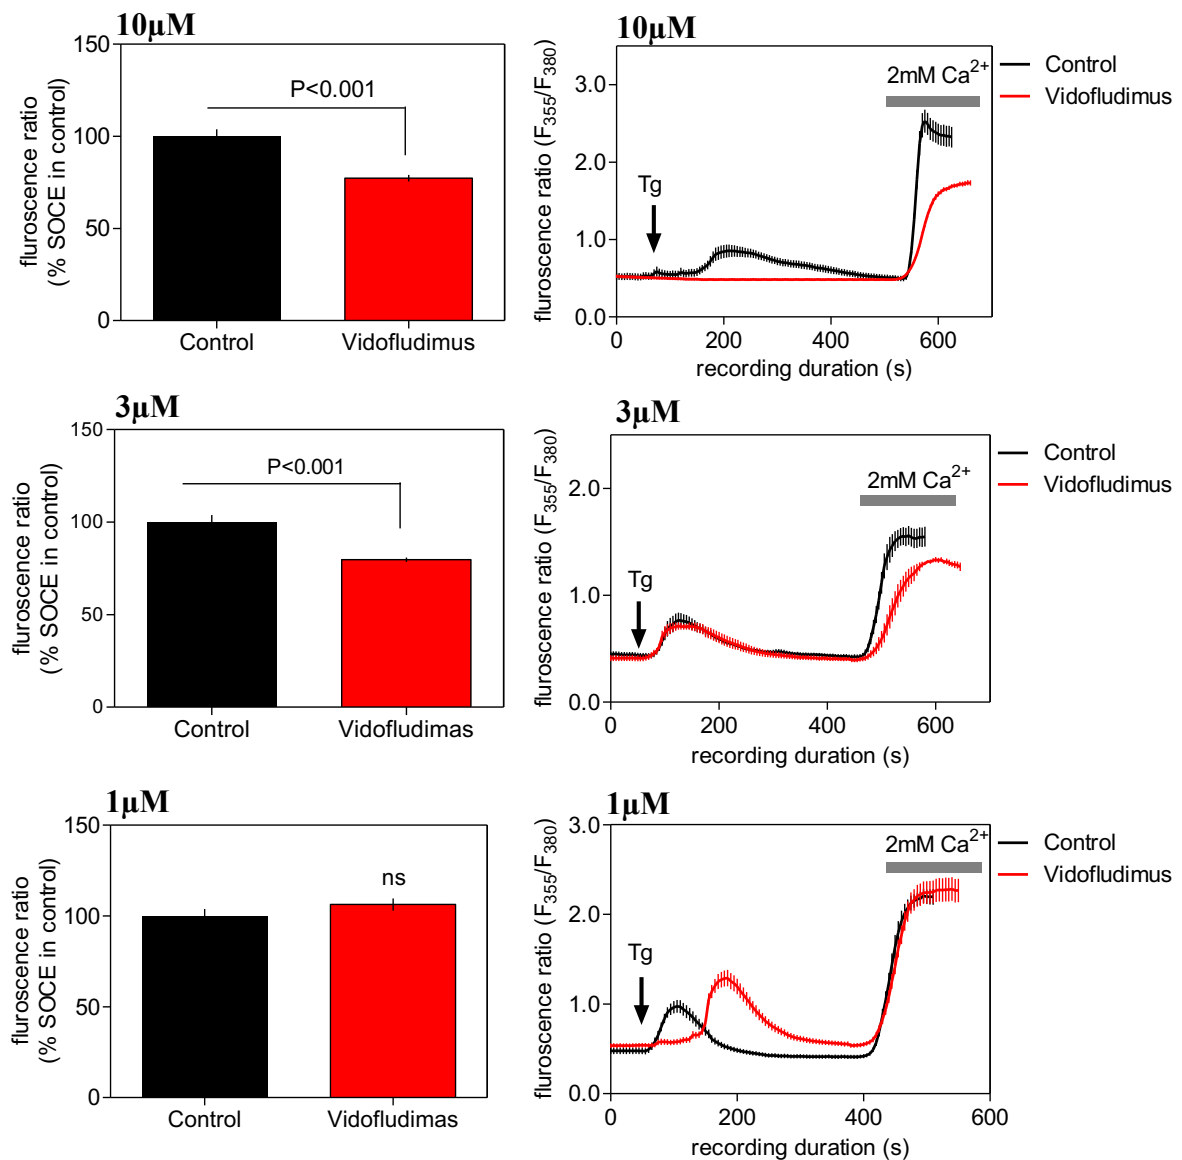 10μM
fluroscence ratio
(% SOCE in control)
150
100
50
0
P<0.001
Control
Vidofludimus
10μM
fluroscence ratio (F355/F380)
3.0
2.0
1.0
0.0
Tg
2mM Ca2+
Control
Vidofludimus
0
200
400
600
recording duration (s)
3μM
fluroscence ratio
(% SOCE in control)
150
100
50
0
P<0.001
Control
Vidofludimas
3μM
fluroscence ratio (F355/F380)
2.0
1.0
0.0
Tg
2mM Ca2+
Control
Vidofludimus
0
200
400
600
recording duration (s)
1μM
fluroscence ratio
(% SOCE in control)
150
100
50
0
ns
Control
Vidofludimas
1μM
fluroscence ratio (F355/F380)
3.0
2.0
1.0
0.0
Tg
2mM Ca2+
Control
Vidofludimus
0
200
400
600
recording duration (s)